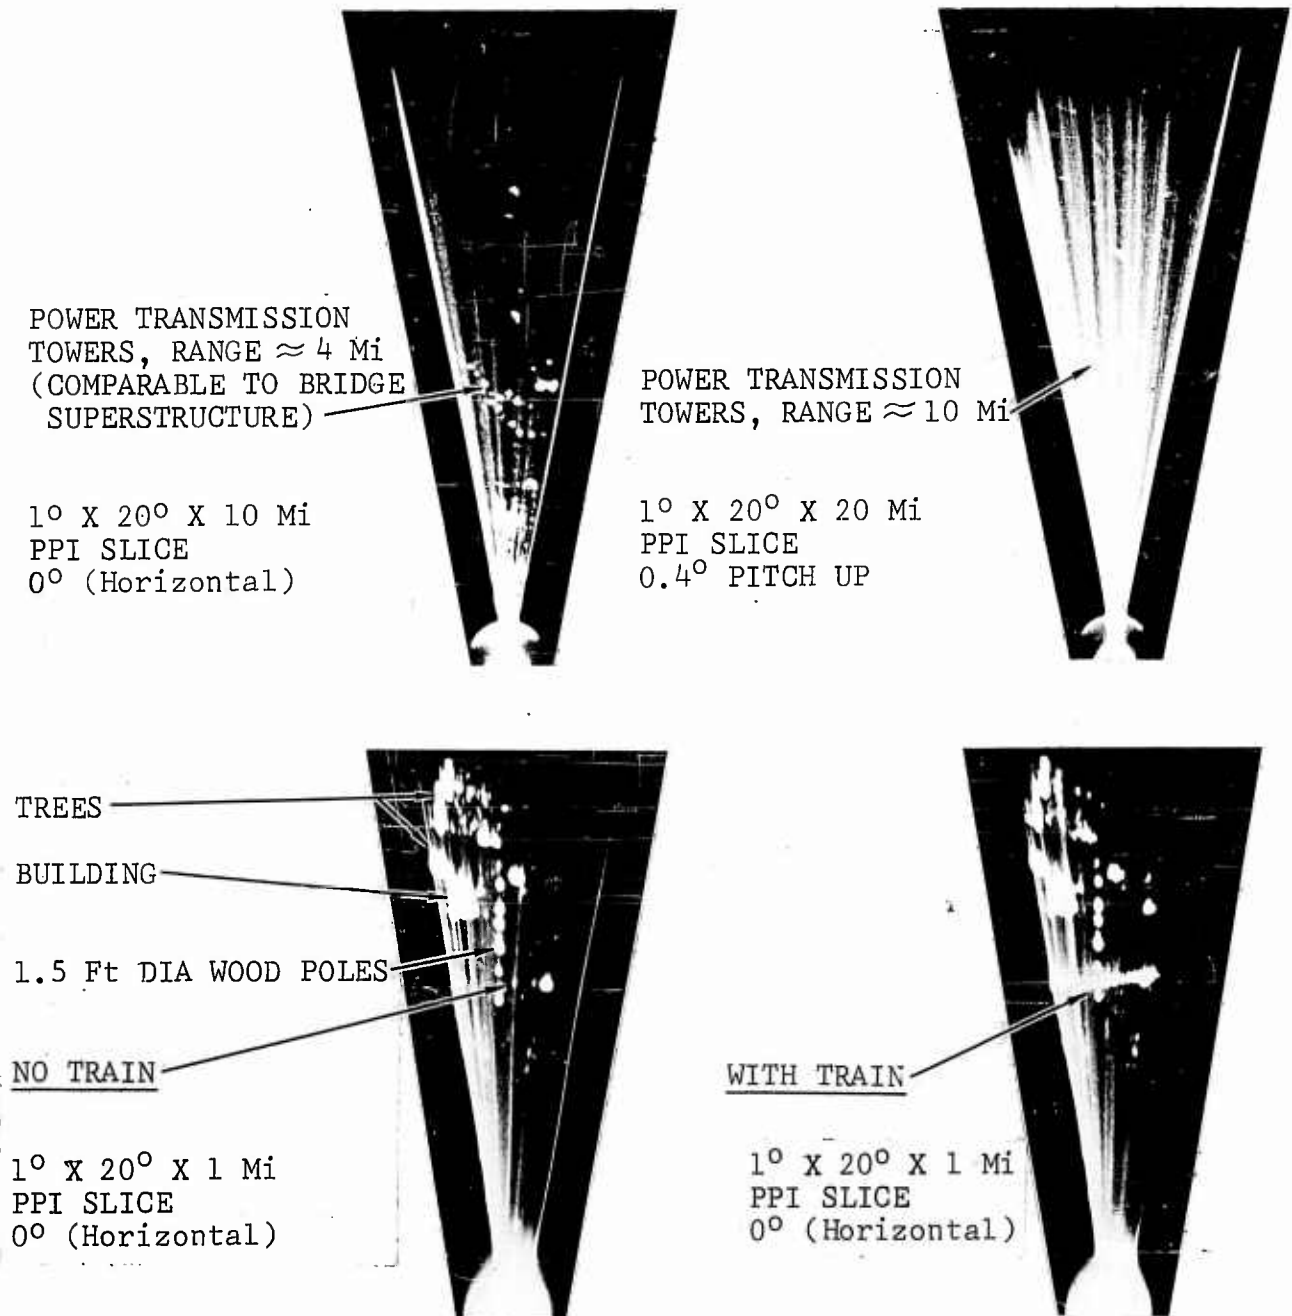 POWER TRANSMISSION
TOWERS, RANGE ≈ 4 Mi
(COMPARABLE TO BRIDGE
SUPERSTRUCTURE)
1° X 20° X 10 Mi
PPI SLICE
0° (Horizontal)
POWER TRANSMISSION
TOWERS, RANGE ≈ 10 Mi
1° X 20° X 20 Mi
PPI SLICE
0.4° PITCH UP
TREES
BUILDING
1.5 Ft DIA WOOD POLES
NO TRAIN
1° X 20° X 1 Mi
PPI SLICE
0° (Horizontal)
WITH TRAIN
1° X 20° X 1 Mi
PPI SLICE
0° (Horizontal)